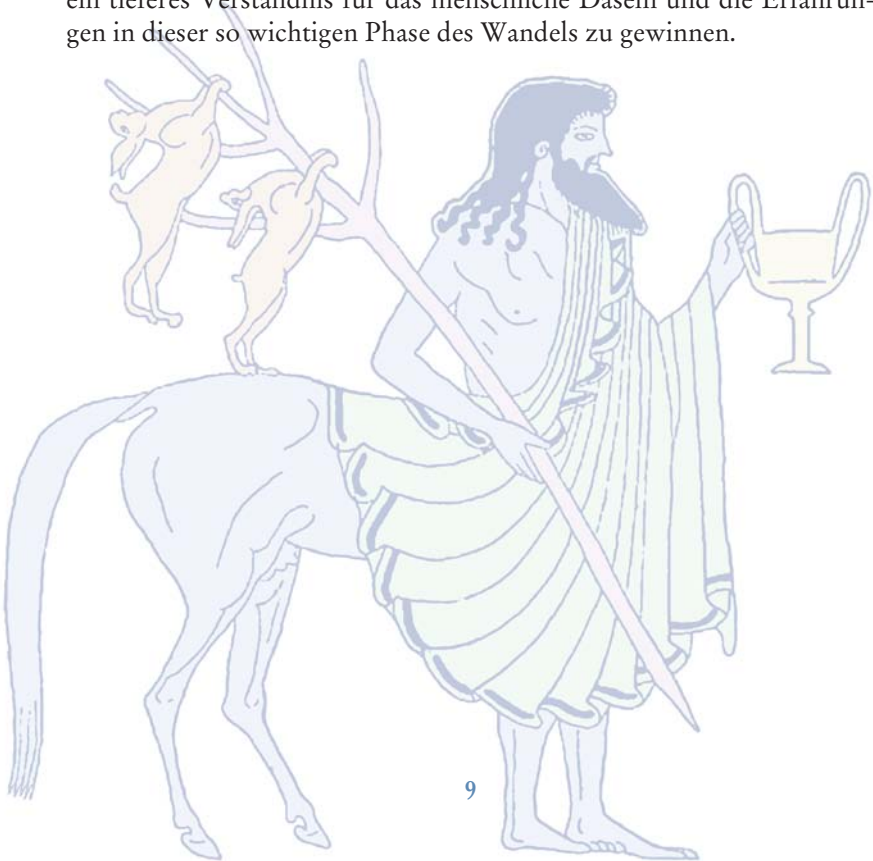 ein tieferes Verständnis für das menschliche Dasein und die Erfahrun-
gen in dieser so wichtigen Phase des Wandels zu gewinnen.
9